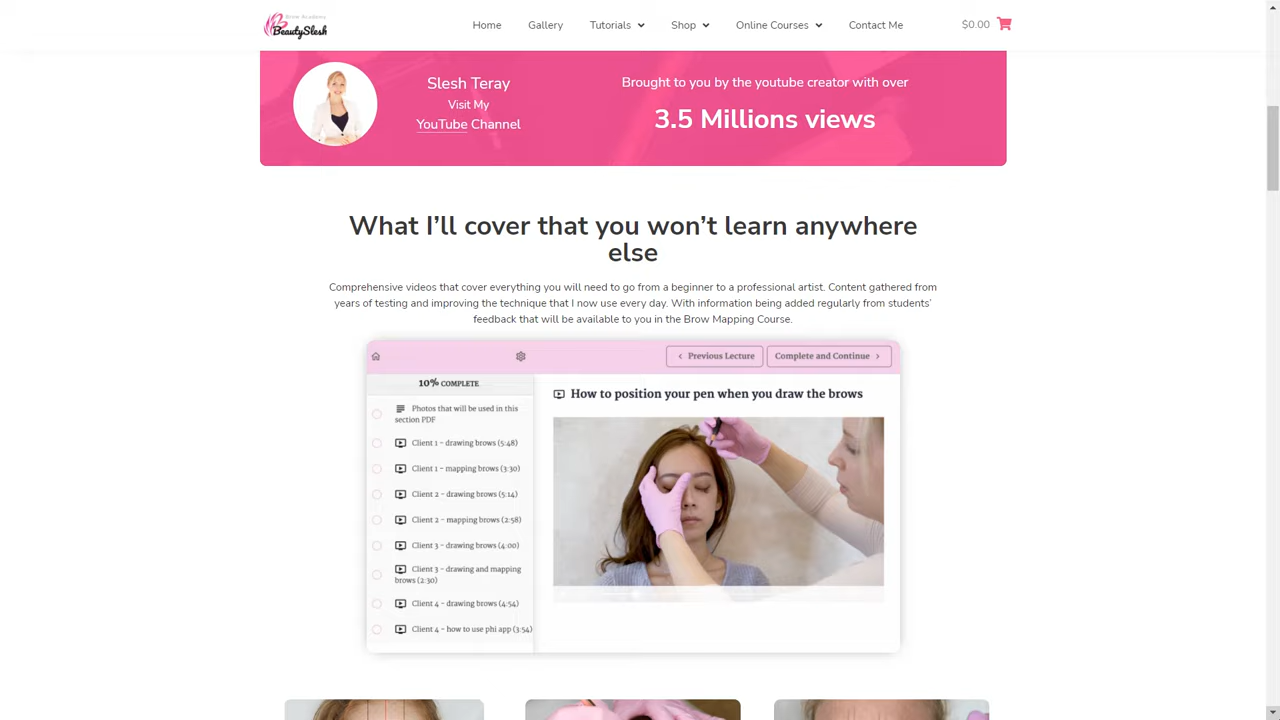 Brow Academy
BeautySlesh
Home
Gallery
Tutorials
Shop
Online Courses
Contact Me
$0.00
Slesh Teray
Visit My
YouTube Channel
Brought to you by the youtube creator with over
3.5 Millions views
What I’ll cover that you won’t learn anywhere
else
Comprehensive videos that cover everything you will need to go from a beginner to a professional artist. Content gathered from
years of testing and improving the technique that I now use every day. With information being added regularly from students’
feedback that will be available to you in the Brow Mapping Course.
Previous Lecture
Complete and Continue
10% COMPLETE
Photos that will be used in this
section PDF
Client 1 - drawing brows (5:48)
Client 1 - mapping brows (3:30)
Client 2 - drawing brows (5:14)
Client 2 - mapping brows (2:58)
Client 3 - drawing brows (4:00)
Client 3 - drawing and mapping
brows (2:30)
Client 4 - drawing brows (4:54)
Client 4 - how to use phi app (3:54)
How to position your pen when you draw the brows